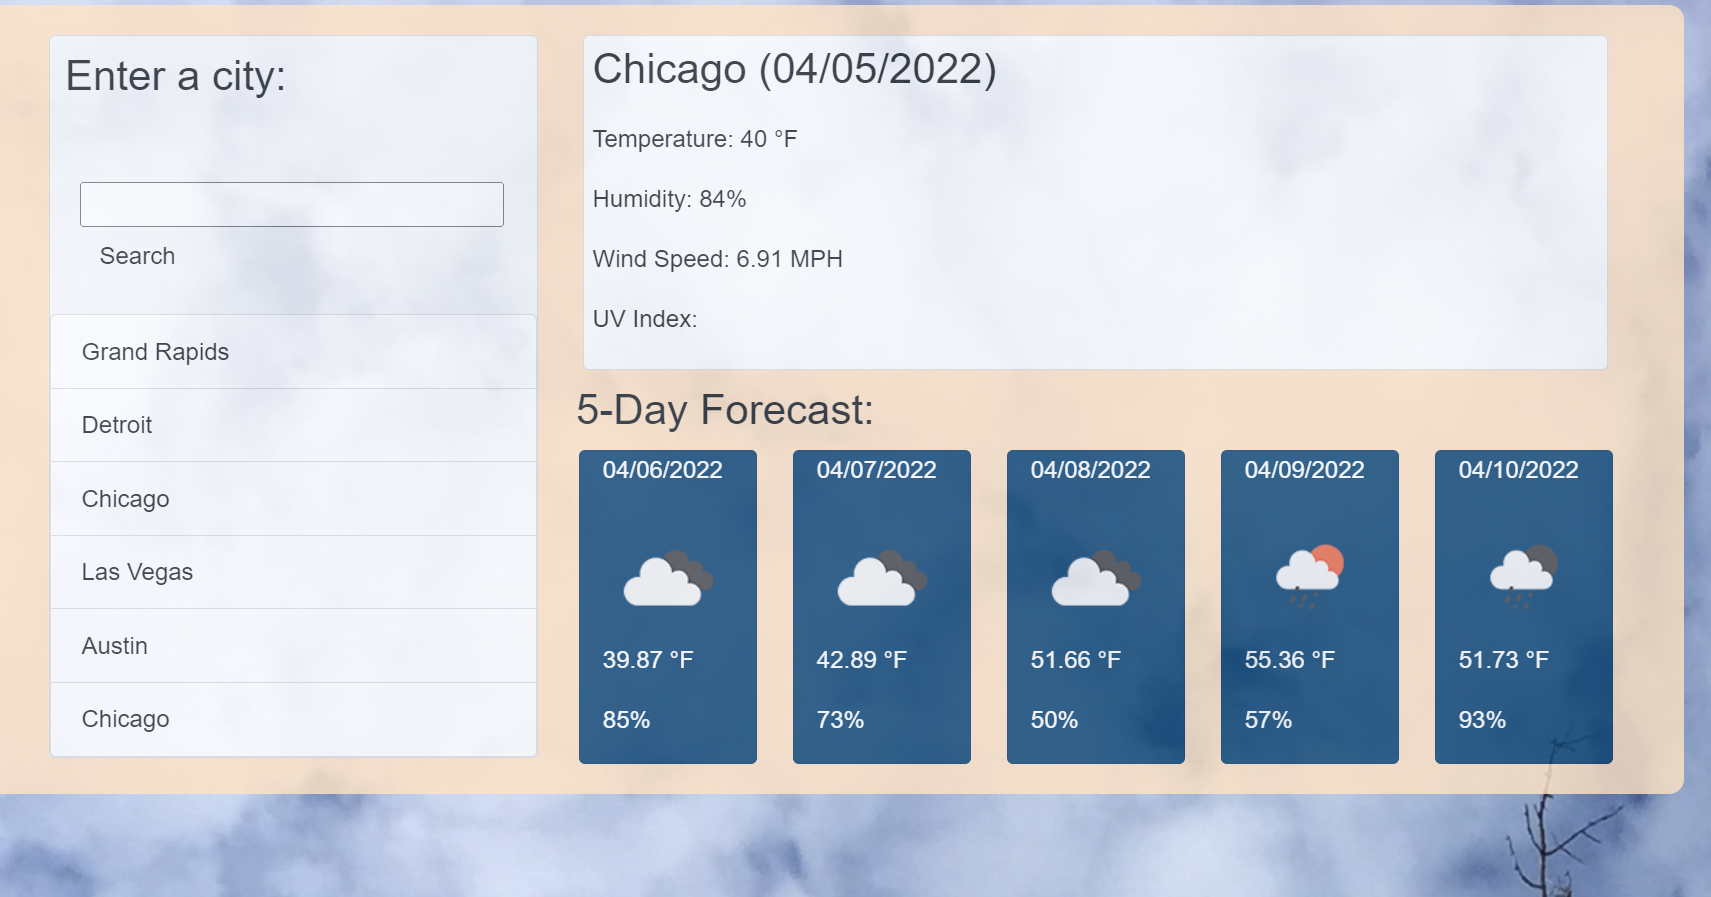 Enter a city:
Search
Grand Rapids
Detroit
Chicago
Las Vegas
Austin
Chicago
Chicago (04/05/2022)
Temperature: 40 °F
Humidity: 84%
Wind Speed: 6.91 MPH
UV Index:
5-Day Forecast:
04/06/2022
39.87 °F
85%
04/07/2022
42.89 °F
73%
04/08/2022
51.66 °F
50%
04/09/2022
55.36 °F
57%
04/10/2022
51.73 °F
93%